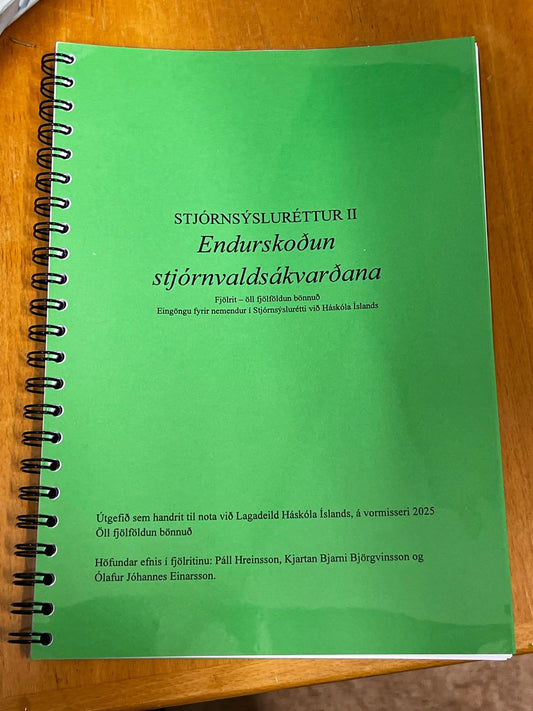 STJÓRNSÝSLURÉTTUR II
Endurskoðun
stjórnvaldsákvarðana
Fjölrit – öll fjölföldun bönnuð
Eingöngu fyrir nemendur í Stjórnsýslurétti við Háskóla Íslands
Útgefið sem handrit til nota við Lagadeild Háskóla Íslands, á vormisseri 2025
Öll fjölföldun bönnuð
Höfundar efnis í fjölritinu: Páll Hreinsson, Kjartan Bjarni Björgvinsson og
Ólafur Jóhannes Einarsson.